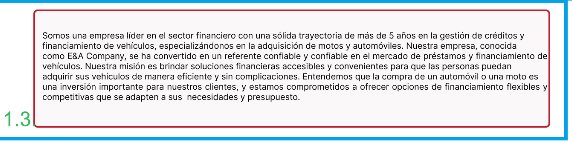 Somos una empresa líder en el sector financiero con una sólida trayectoria de más de 5 años en la gestión de créditos y
financiamiento de vehículos, especializándonos en la adquisición de motos y automóviles. Nuestra empresa, conocida
como E&A Company, se ha convertido en un referente confiable y confiable en el mercado de préstamos y financiamiento de
vehículos. Nuestra misión es brindar soluciones financieras accesibles y convenientes para que las personas puedan
adquirir sus vehículos de manera eficiente y sin complicaciones. Entendemos que la compra de un automóvil o una moto es
una inversión importante para nuestros clientes, y estamos comprometidos a ofrecer opciones de financiamiento flexibles y
competitivas que se adapten a sus  necesidades y presupuesto.
1.3